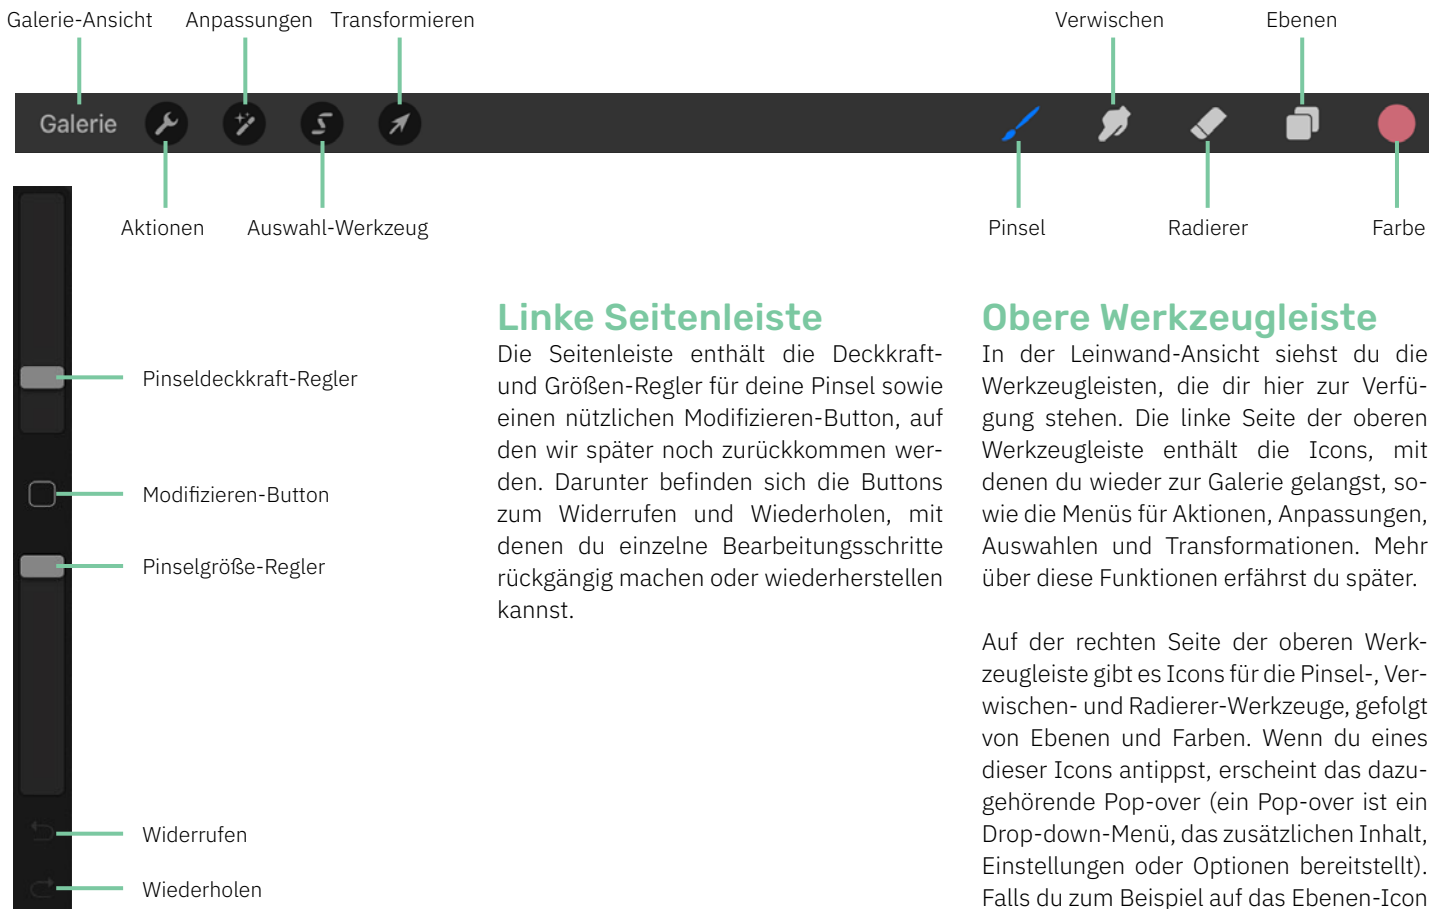 Galerie-Ansicht
Anpassungen
Transformieren
Verwischen
Ebenen
Galerie
Aktionen
Auswahl-Werkzeug
Pinsel
Radierer
Farbe
Pinseldeckkraft-Regler
Modifizieren-Button
Pinselgröße-Regler
Widerrufen
Wiederholen
Linke Seitenleiste
Die Seitenleiste enthält die Deckkraft-
und Größen-Regler für deine Pinsel sowie
einen nützlichen Modifizieren-Button, auf
den wir später noch zurückkommen wer-
den. Darunter befinden sich die Buttons
zum Widerrufen und Wiederholen, mit
denen du einzelne Bearbeitungsschritte
rückgängig machen oder wiederherstellen
kannst.
Obere Werkzeugleiste
In der Leinwand-Ansicht siehst du die
Werkzeugleisten, die dir hier zur Verfü-
gung stehen. Die linke Seite der oberen
Werkzeugleiste enthält die Icons, mit
denen du wieder zur Galerie gelangst, so-
wie die Menüs für Aktionen, Anpassungen,
Auswahlen und Transformationen. Mehr
über diese Funktionen erfährst du später.
Auf der rechten Seite der oberen Werk-
zeugleiste gibt es Icons für die Pinsel-, Ver-
wischen- und Radierer-Werkzeuge, gefolgt
von Ebenen und Farben. Wenn du eines
dieser Icons antippst, erscheint das dazu-
gehörende Pop-over (ein Pop-over ist ein
Drop-down-Menü, das zusätzlichen Inhalt,
Einstellungen oder Optionen bereitstellt).
Falls du zum Beispiel auf das Ebenen-Icon